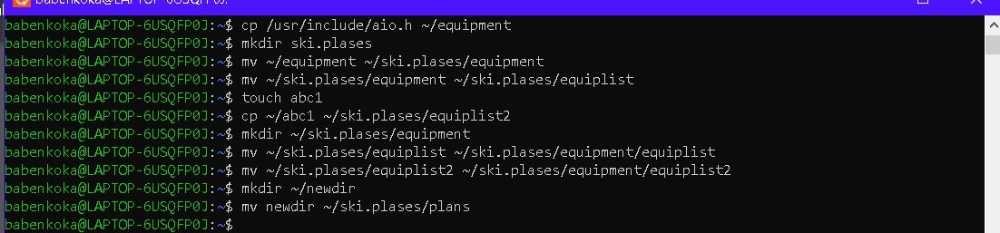 babenkoka@LAPTOP-6USQFP0J:~$ cp /usr/include/aio.h ~/equipment
babenkoka@LAPTOP-6USQFP0J:~$ mkdir ski.plases
babenkoka@LAPTOP-6USQFP0J:~$ mv ~/equipment ~/ski.plases/equipment
babenkoka@LAPTOP-6USQFP0J:~$ mv ~/ski.plases/equipment ~/ski.plases/equiplist
babenkoka@LAPTOP-6USQFP0J:~$ touch abc1
babenkoka@LAPTOP-6USQFP0J:~$ cp ~/abc1 ~/ski.plases/equiplist2
babenkoka@LAPTOP-6USQFP0J:~$ mkdir ~/ski.plases/equipment
babenkoka@LAPTOP-6USQFP0J:~$ mv ~/ski.plases/equiplist ~/ski.plases/equipment/equiplist
babenkoka@LAPTOP-6USQFP0J:~$ mv ~/ski.plases/equiplist2 ~/ski.plases/equipment/equiplist2
babenkoka@LAPTOP-6USQFP0J:~$ mkdir ~/newdir
babenkoka@LAPTOP-6USQFP0J:~$ mv newdir ~/ski.plases/plans
babenkoka@LAPTOP-6USQFP0J:~$